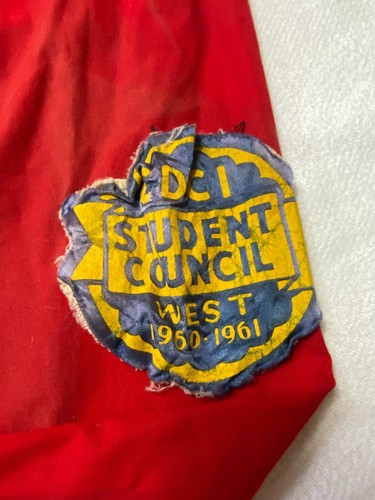 DCI
STUDENT
COUNCIL
WEST
1960-1961